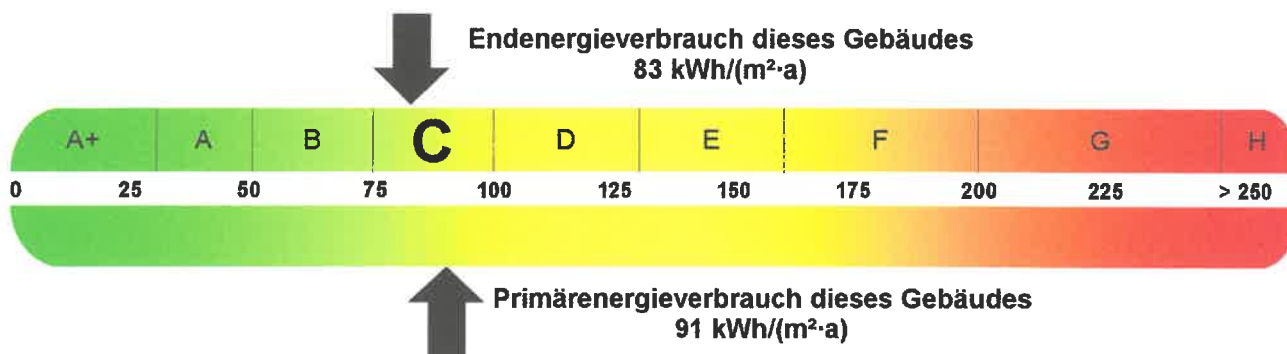 Endenergieverbrauch dieses Gebäudes
83 kWh/(m²·a)
A+ A B C D E F G H
0 25 50 75 100 125 150 175 200 225 > 250
Primärenergieverbrauch dieses Gebäudes
91 kWh/(m²·a)